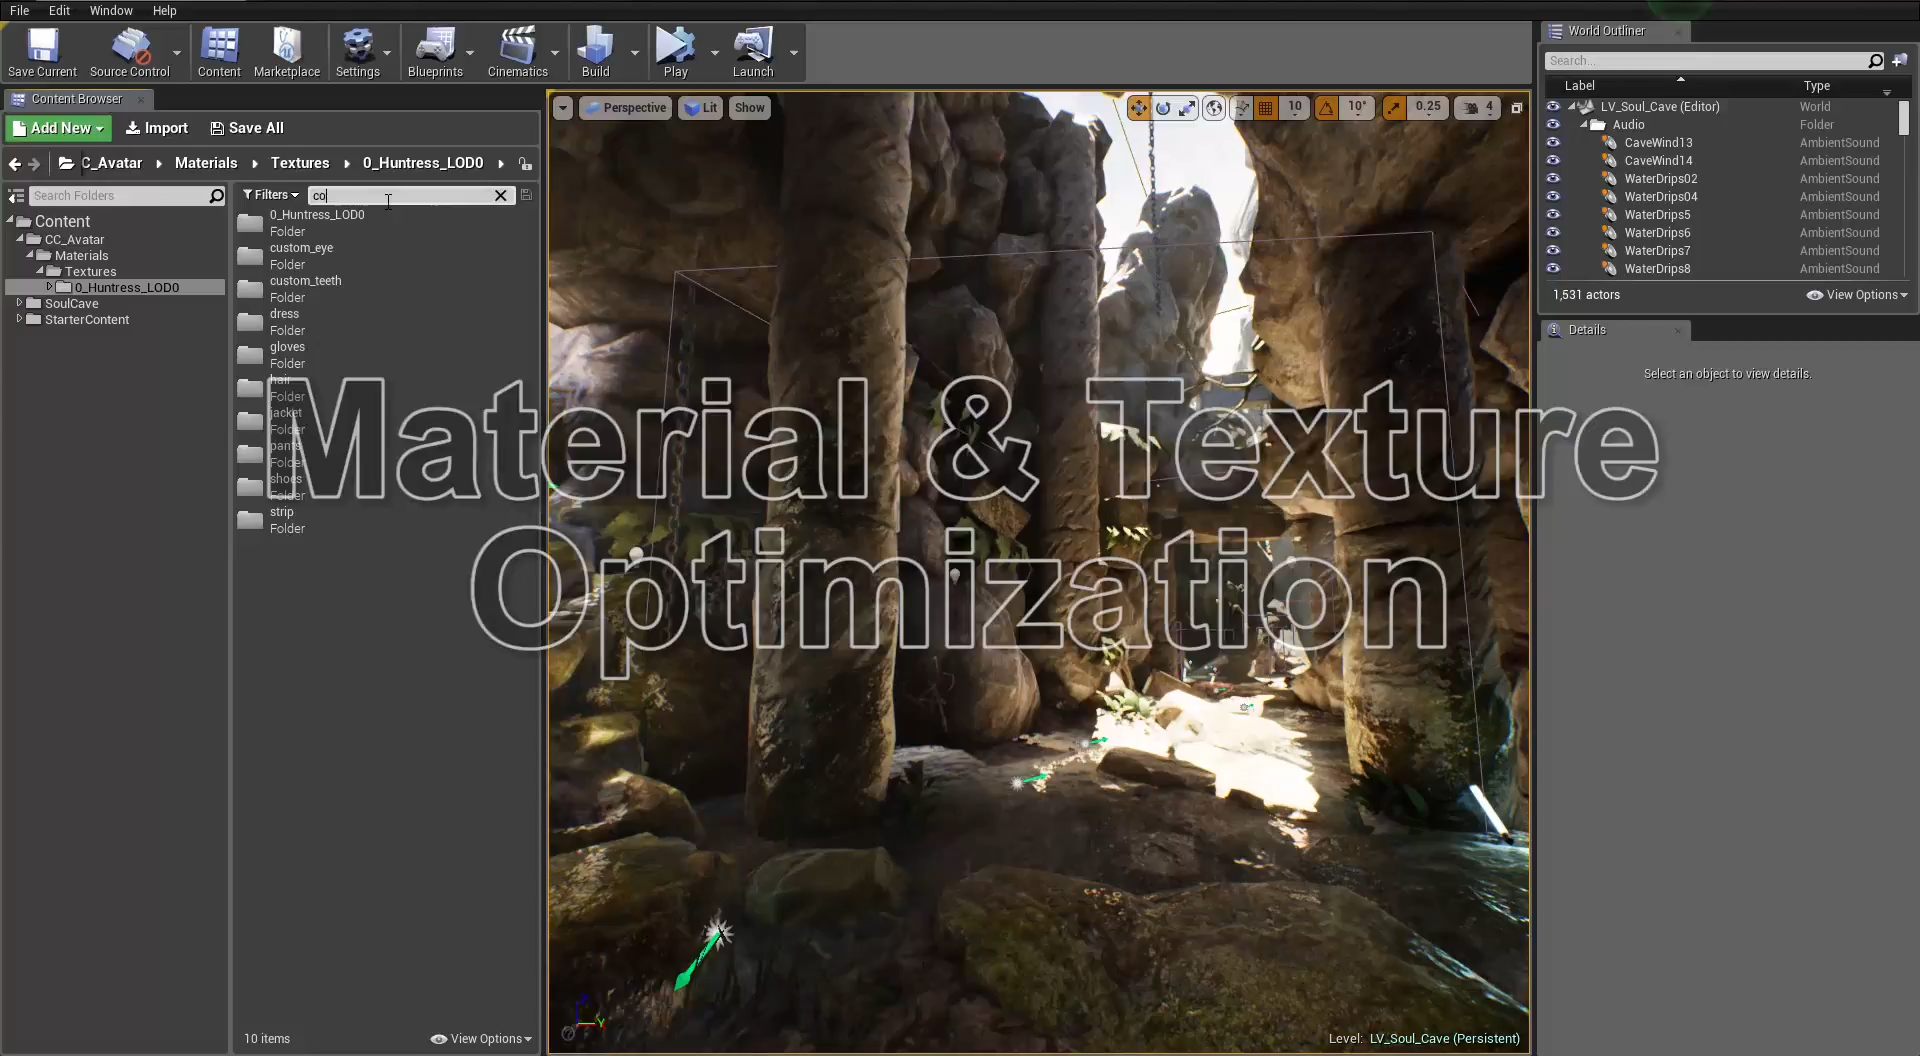 File Edit Window Help
Save Current Source Control Content Marketplace Settings Blueprints Cinematics Build Play Launch
World Outliner
Search...
Label Type
LV_Soul_Cave (Editor) World
Audio Folder
CaveWind13 AmbientSound
CaveWind14 AmbientSound
WaterDrips02 AmbientSound
WaterDrips04 AmbientSound
WaterDrips5 AmbientSound
WaterDrips6 AmbientSound
WaterDrips7 AmbientSound
WaterDrips8 AmbientSound
1,531 actors View Options
Details
Select an object to view details.
Content Browser
Add New Import Save All
C_Avatar Materials Textures 0_Huntress_LOD0
Search Folders
Content
CC_Avatar
Materials
Textures
0_Huntress_LOD0
SoulCave
StarterContent
Filters co
0_Huntress_LOD0
Folder
custom_eye
Folder
custom_teeth
Folder
dress
Folder
gloves
Folder
hair
Folder
jacket
Folder
pants
Folder
shoes
Folder
strip
Folder
10 items View Options
Perspective Lit Show 10 10° 0.25 4
Material & Texture
Optimization
Z
Y
Level: LV_Soul_Cave (Persistent)